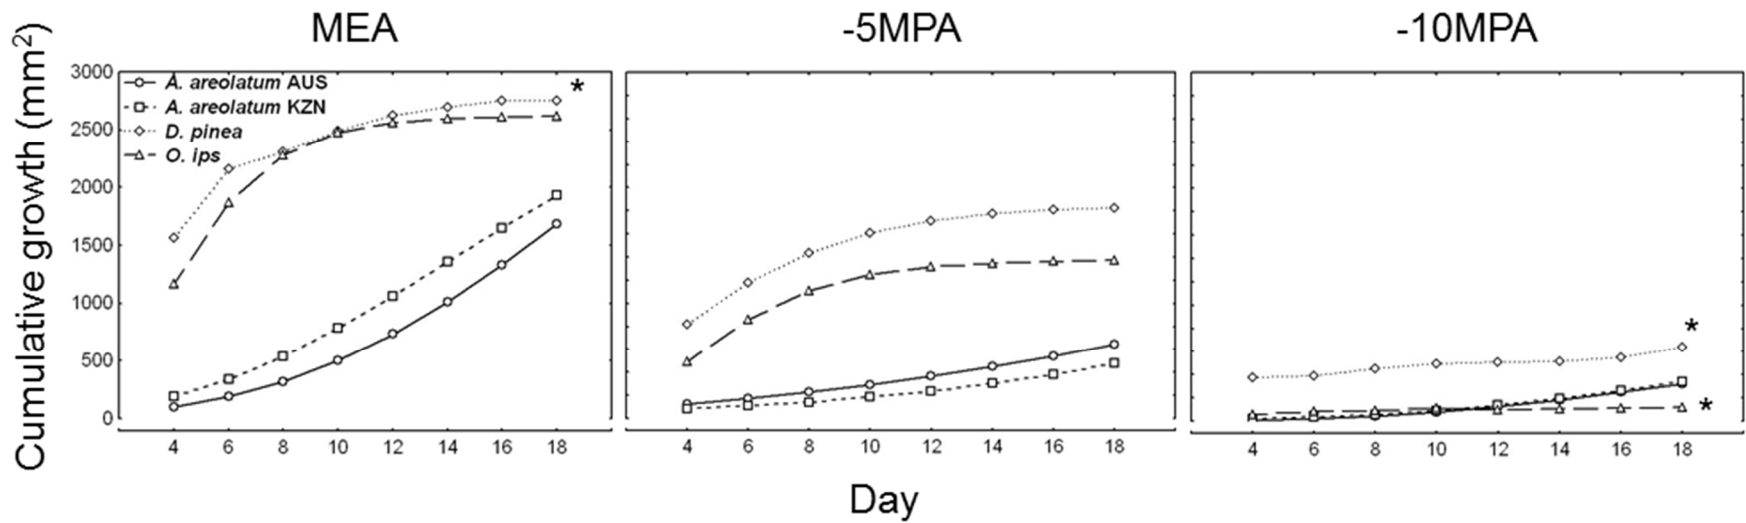 MEA
-5MPA
-10MPA
Cumulative growth (mm²)
3000
2500
2000
1500
1000
500
0
A. areolatum AUS
A. areolatum KZN
D. pinea
O. ips
*
*
*
4 6 8 10 12 14 16 18
4 6 8 10 12 14 16 18
4 6 8 10 12 14 16 18
Day